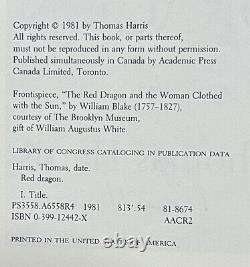 Copyright © 1981 by Thomas Harris
All rights reserved. This book, or parts thereof,
must not be reproduced in any form without permission.
Published simultaneously in Canada by Academic Press
Canada Limited, Toronto.
Frontispiece, "The Red Dragon and the Woman Clothed
with the Sun," by William Blake (1757–1827),
courtesy of The Brooklyn Museum,
gift of William Augustus White
LIBRARY OF CONGRESS CATALOGING IN PUBLICATION DATA
Harris, Thomas, date.
Red dragon.
I. Title.
PS3558.A6558R4 1981 813'.54 81-8674
ISBN 0-399-12442-X AACR2
PRINTED IN THE UNITED STATES OF AMERICA